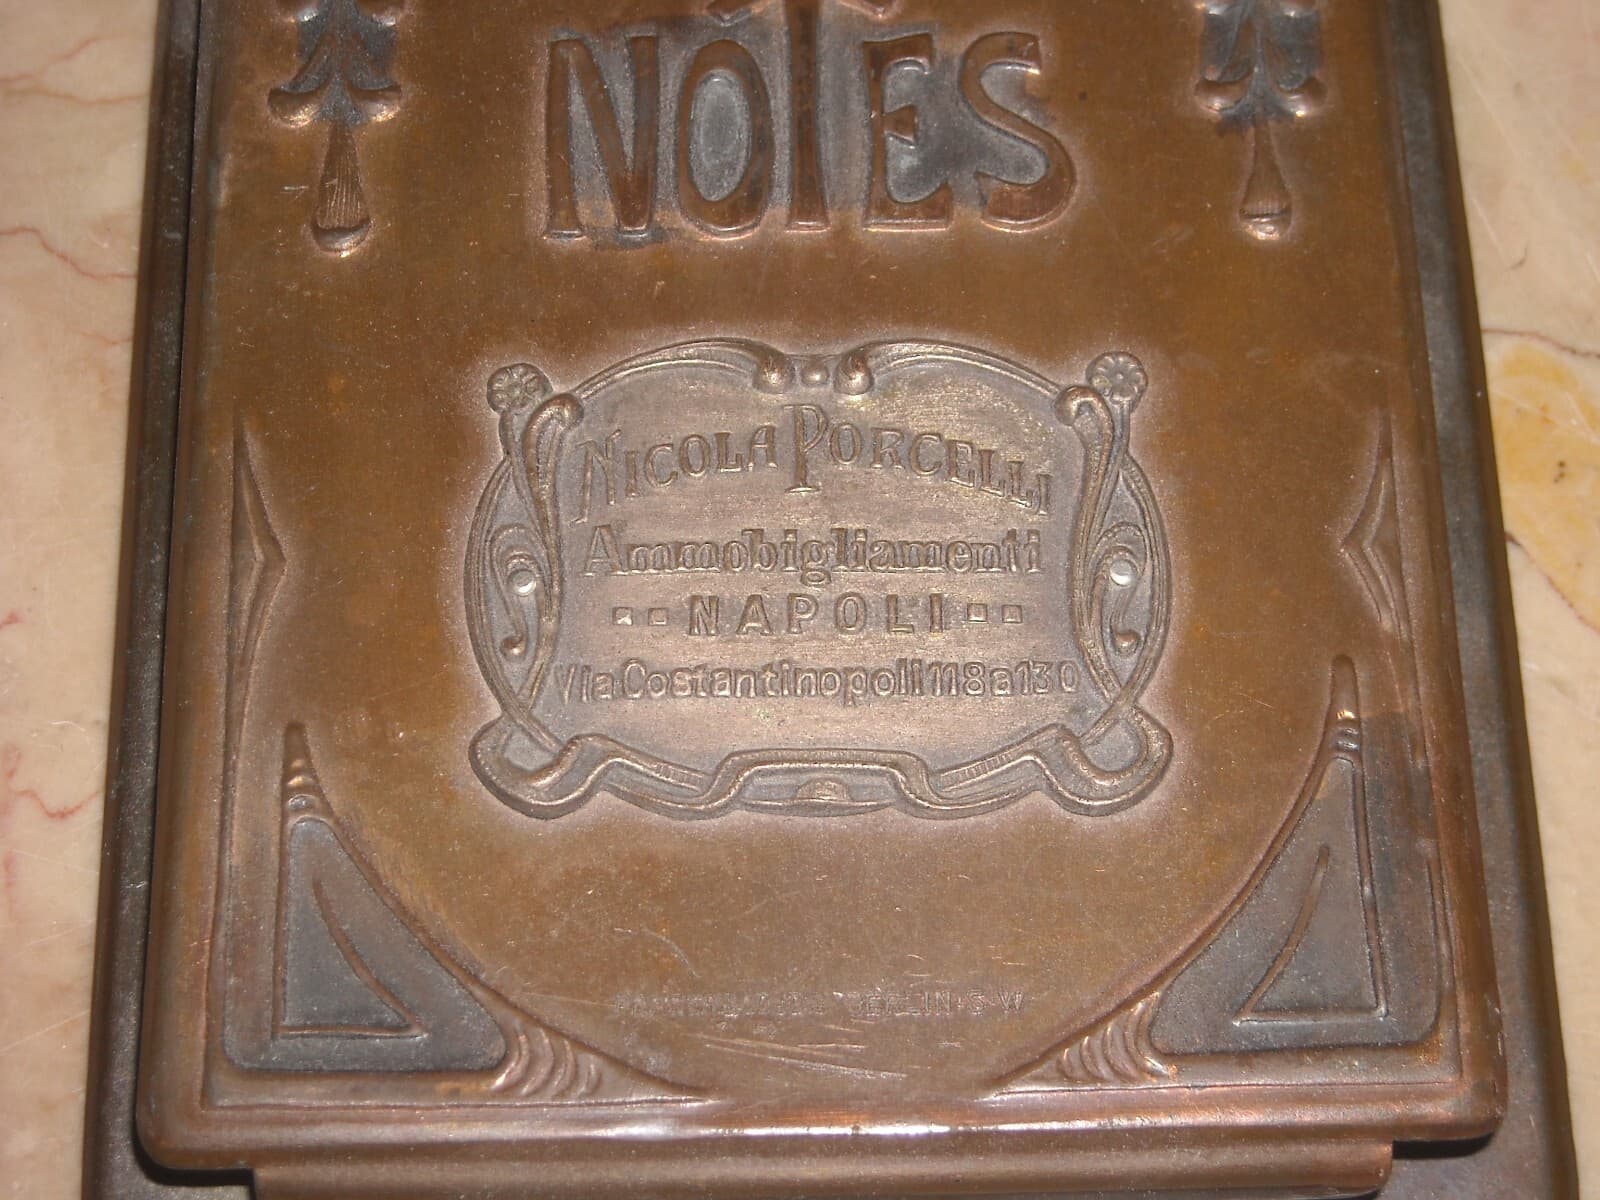 NOTES
NICOLA PORCELLI
Ammobigliamenti
NAPOLI
Via Costantinopoli 118 a 130
BERLIN·S·W